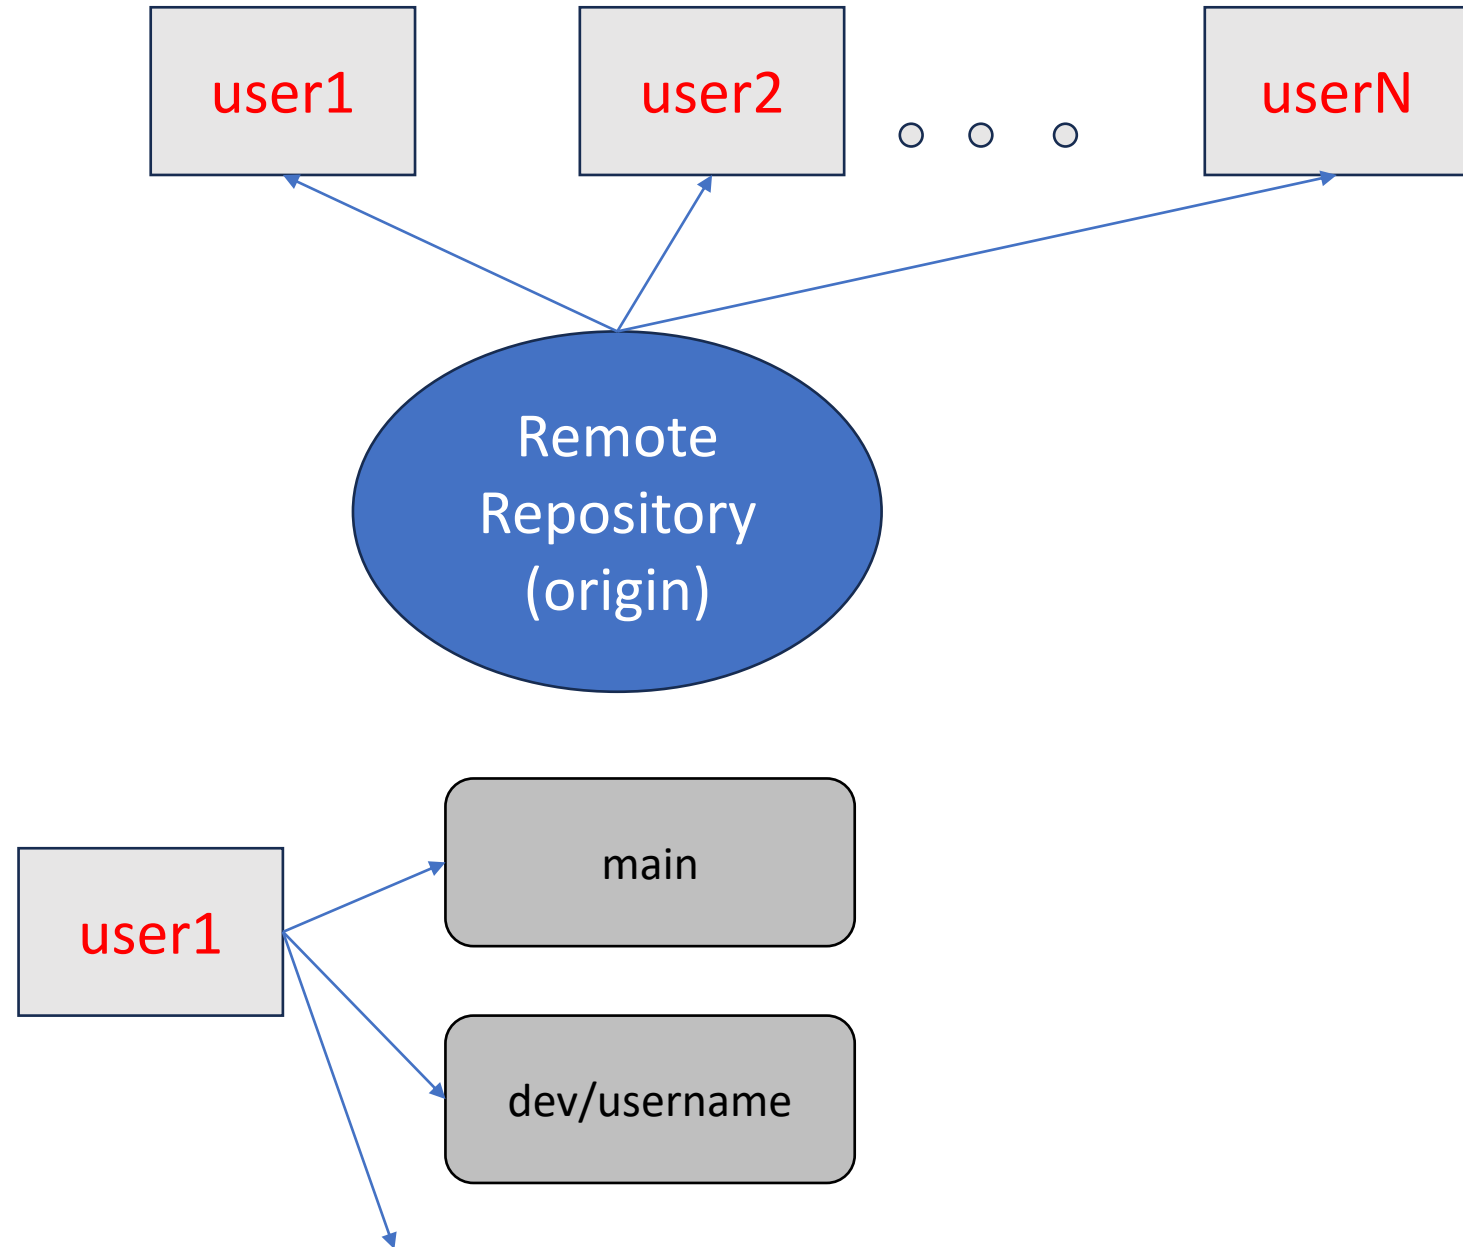 user1
user2
userN
Remote
Repository
(origin)
main
user1
dev/username